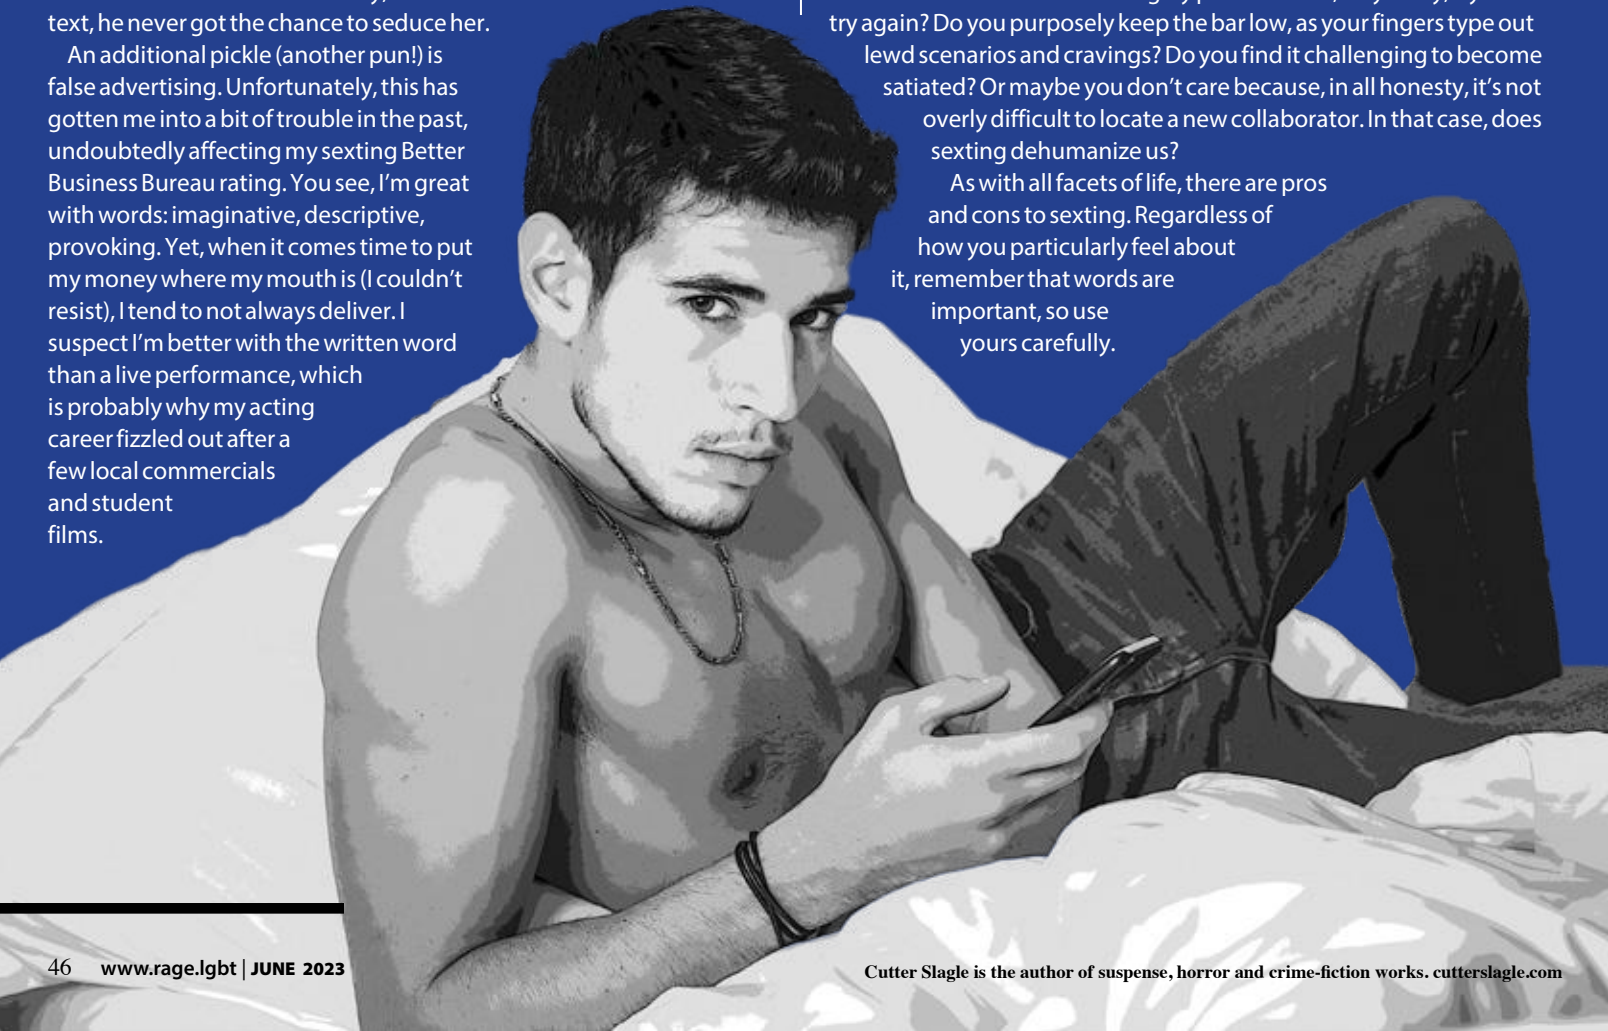 text, he never got the chance to seduce her.
An additional pickle (another pun!) is
false advertising. Unfortunately, this has
gotten me into a bit of trouble in the past,
undoubtedly affecting my sexting Better
Business Bureau rating. You see, I'm great
with words: imaginative, descriptive,
provoking. Yet, when it comes time to put
my money where my mouth is (I couldn't
resist), I tend to not always deliver. I
suspect I'm better with the written word
than a live performance, which
is probably why my acting
career fizzled out after a
few local commercials
and student
films.
try again? Do you purposely keep the bar low, as your fingers type out
lewd scenarios and cravings? Do you find it challenging to become
satiated? Or maybe you don't care because, in all honesty, it's not
overly difficult to locate a new collaborator. In that case, does
sexting dehumanize us?
As with all facets of life, there are pros
and cons to sexting. Regardless of
how you particularly feel about
it, remember that words are
important, so use
yours carefully.
46 www.rage.lgbt | JUNE 2023
Cutter Slagle is the author of suspense, horror and crime-fiction works. cutterslagle.com